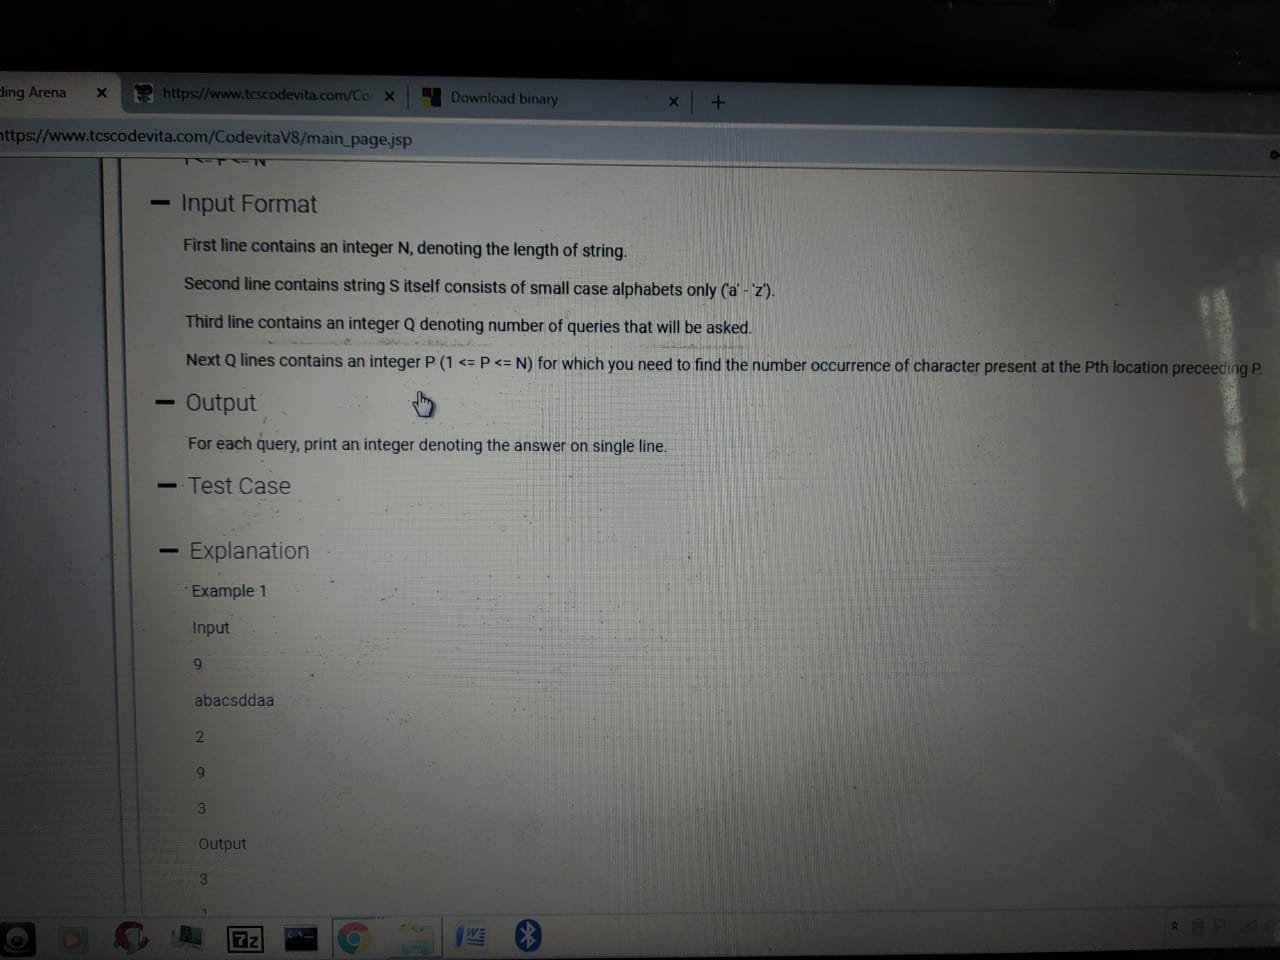 ding Arena
https://www.tcscodevita.com/Co
Download binary
https://www.tcscodevita.com/CodevitaV8/main_page.jsp
1 <= P <= N
Input Format
First line contains an integer N, denoting the length of string.
Second line contains string S itself consists of small case alphabets only ('a' - 'z').
Third line contains an integer Q denoting number of queries that will be asked.
Next Q lines contains an integer P (1 <= P <= N) for which you need to find the number occurrence of character present at the Pth location preceeding P.
Output
For each query, print an integer denoting the answer on single line.
Test Case
Explanation
Example 1
Input
9
abacsddaa
2
9
3
Output
3
1
7z